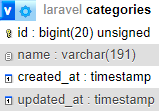 v laravel categories
id : bigint(20) unsigned
name : varchar(191)
created_at : timestamp
updated_at : timestamp